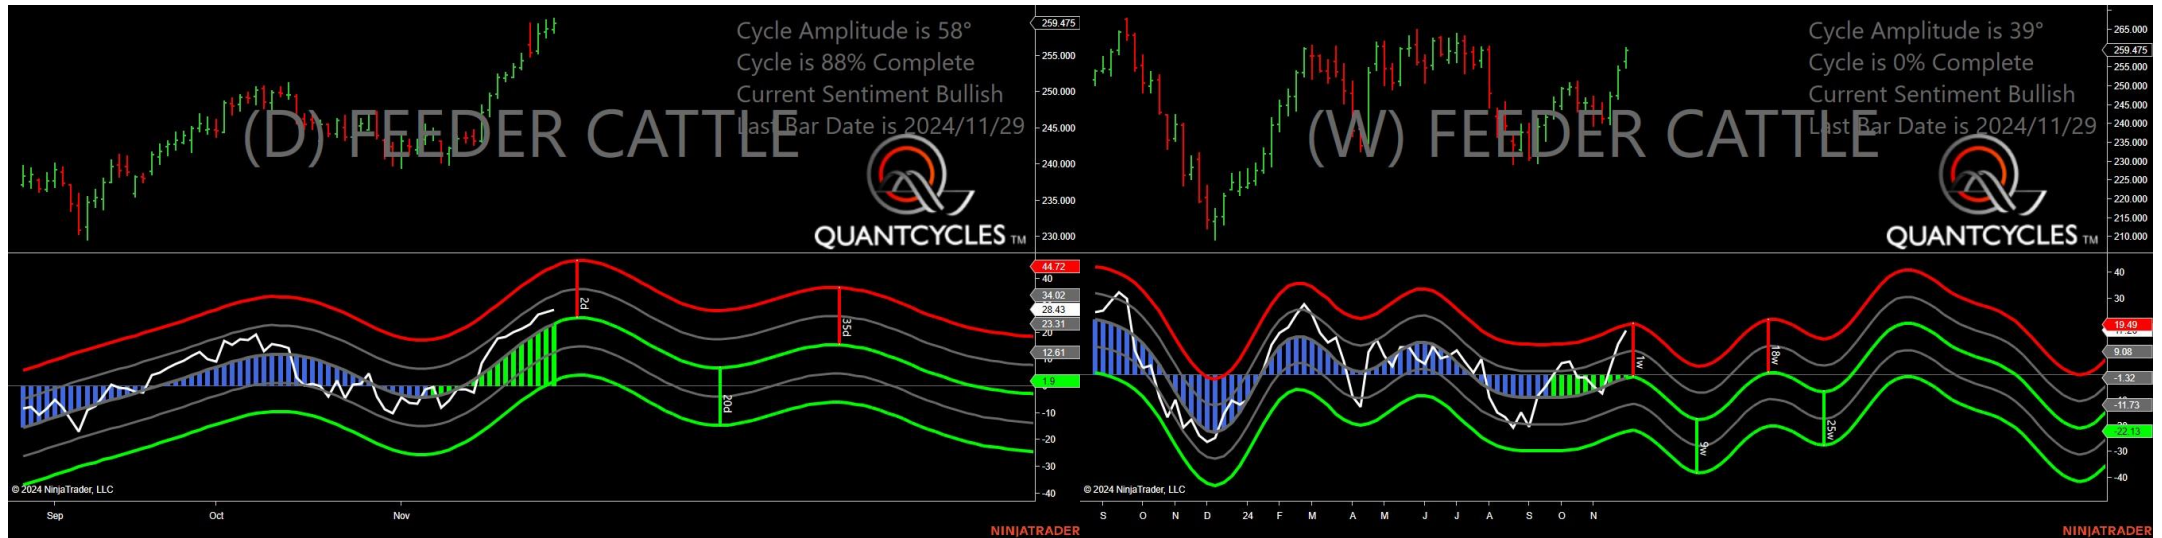 Cycle Amplitude is 58°
Cycle is 88% Complete
Current Sentiment Bullish
Last Bar Date is 2024/11/29
(D) FEEDER CATTLE
QUANTCYCLES TM
259.475
255.000
250.000
245.000
240.000
235.000
230.000
44.72
40
34.02
28.43
23.31
20
12.61
10
1.9
-10
-20
-30
-40
2d
20d
35d
© 2024 NinjaTrader, LLC
Sep Oct Nov
NINJATRADER
Cycle Amplitude is 39°
Cycle is 0% Complete
Current Sentiment Bullish
Last Bar Date is 2024/11/29
(W) FEEDER CATTLE
QUANTCYCLES TM
265.000
259.475
255.000
250.000
245.000
240.000
235.000
230.000
225.000
220.000
215.000
210.000
40
30
19.49
9.08
-1.32
-11.73
-22.13
-30
-40
1w
9w
18w
25w
© 2024 NinjaTrader, LLC
S O N D 24 F M A M J J A S O N
NINJATRADER